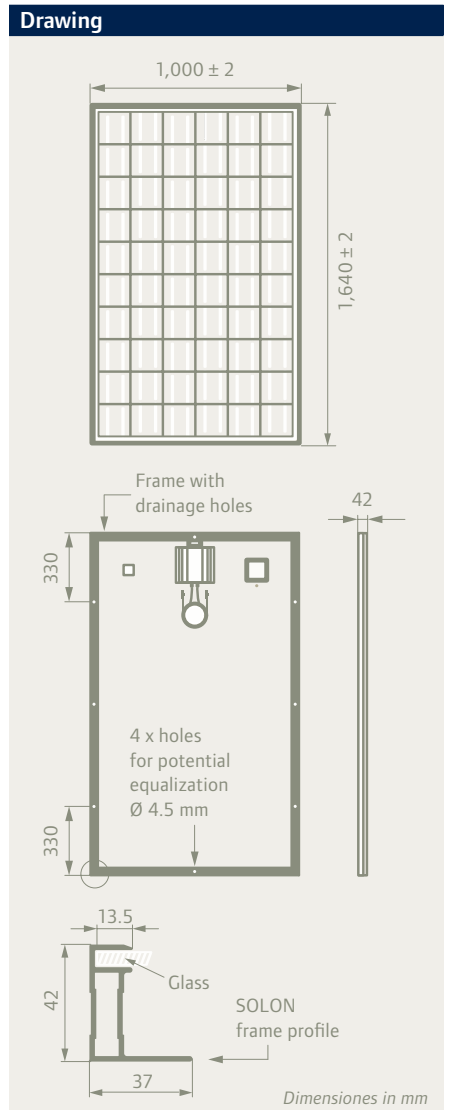 Drawing
1,000 ± 2
1,640 ± 2
Frame with
drainage holes
42
330
4 x holes
for potential
equalization
Ø 4.5 mm
330
13.5
Glass
42
SOLON
frame profile
37
Dimensiones in mm